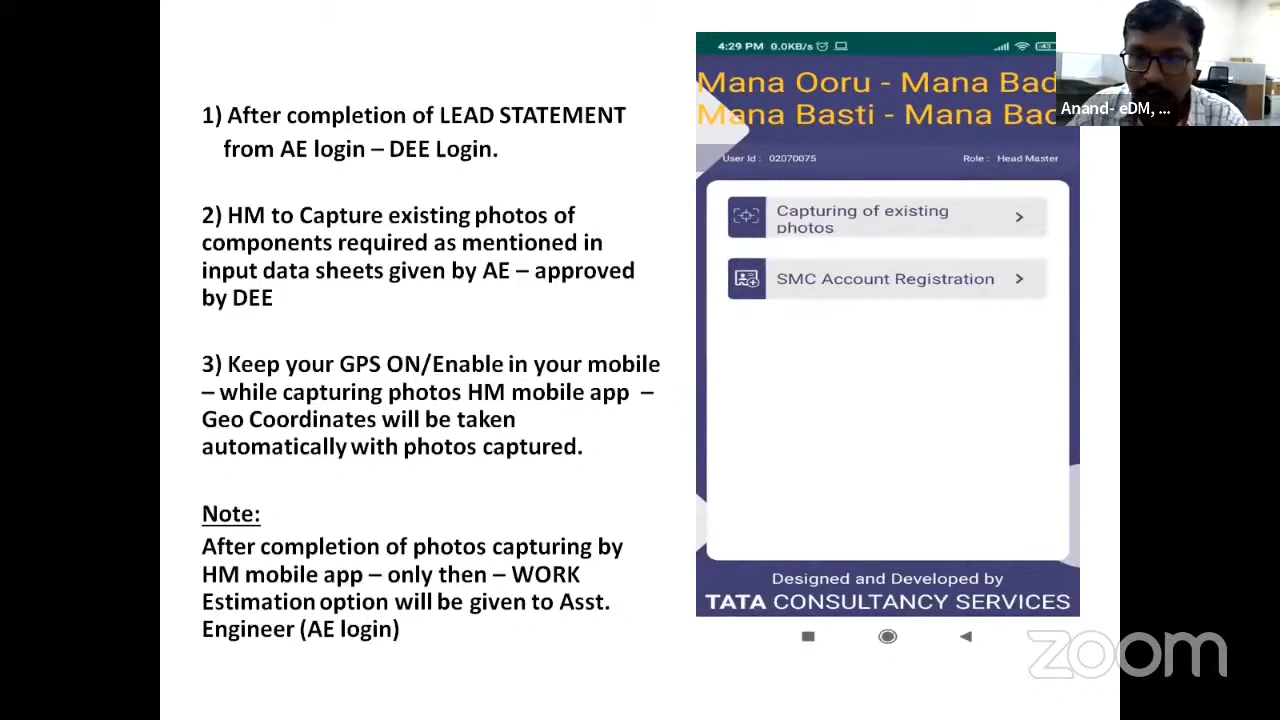 1) After completion of LEAD STATEMENT
from AE login – DEE Login.
2) HM to Capture existing photos of
components required as mentioned in
input data sheets given by AE – approved
by DEE
3) Keep your GPS ON/Enable in your mobile
– while capturing photos HM mobile app –
Geo Coordinates will be taken
automatically with photos captured.
Note:
After completion of photos capturing by
HM mobile app – only then – WORK
Estimation option will be given to Asst.
Engineer (AE login)
4:29 PM 0.0KB/s
Mana Ooru - Mana Bad
Mana Basti - Mana Bad
User Id : 02070075 Role : Head Master
Capturing of existing
photos
SMC Account Registration
Designed and Developed by
TATA CONSULTANCY SERVICES
Anand- eDM, ...
zoom